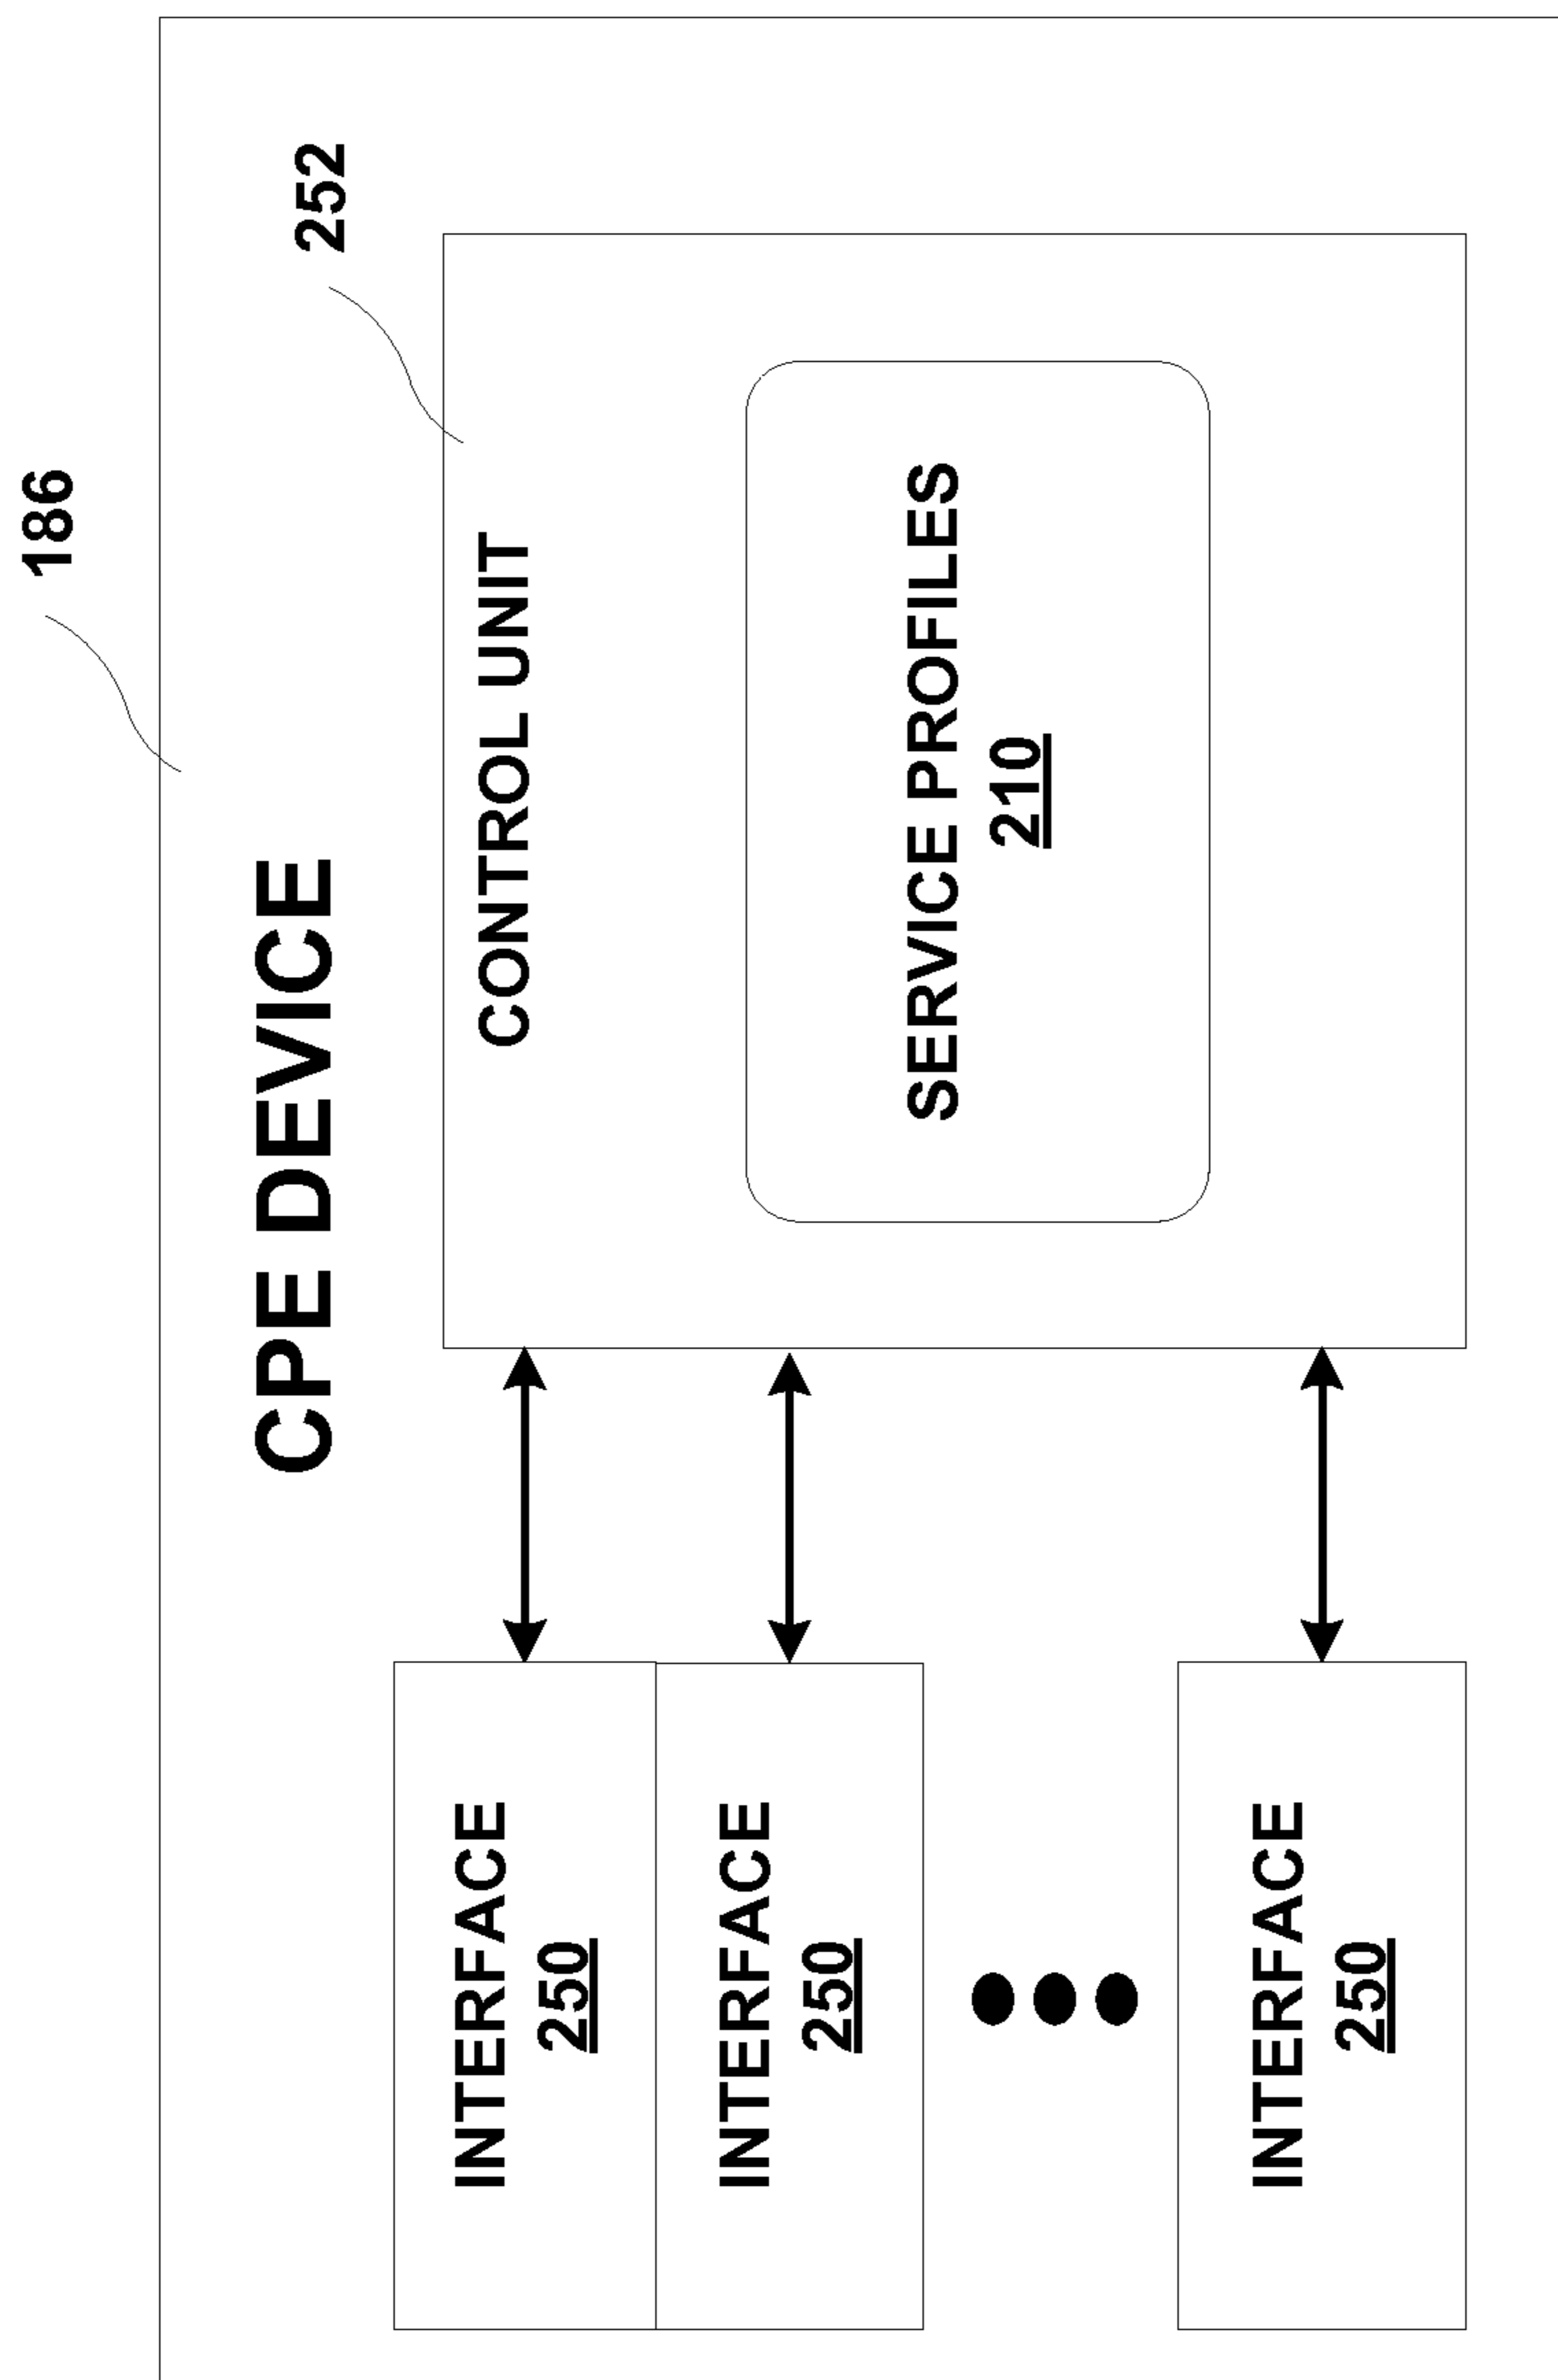 186
CPE DEVICE
252
CONTROL UNIT
SERVICE PROFILES
210
INTERFACE
250
INTERFACE
250
INTERFACE
250